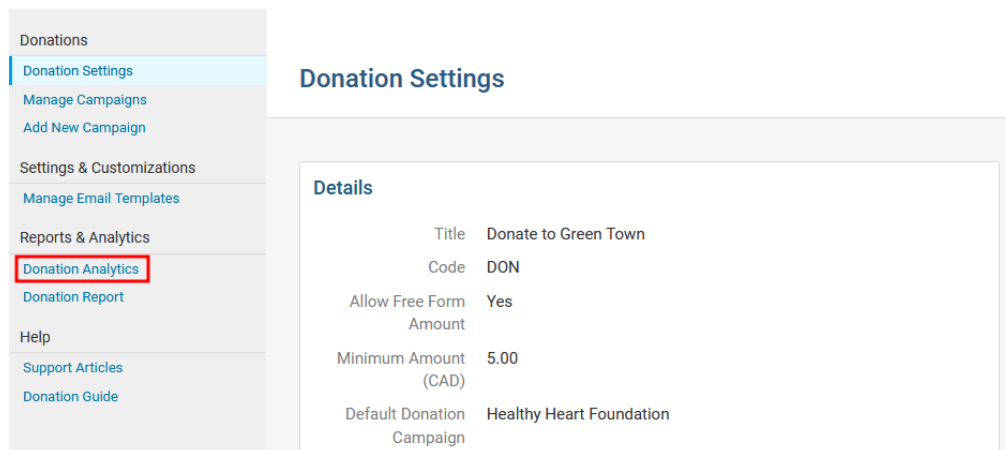 Donations
Donation Settings
Manage Campaigns
Add New Campaign
Settings & Customizations
Manage Email Templates
Reports & Analytics
Donation Analytics
Donation Report
Help
Support Articles
Donation Guide
Donation Settings
Details
Title Donate to Green Town
Code DON
Allow Free Form Yes
Amount
Minimum Amount 5.00
(CAD)
Default Donation Healthy Heart Foundation
Campaign